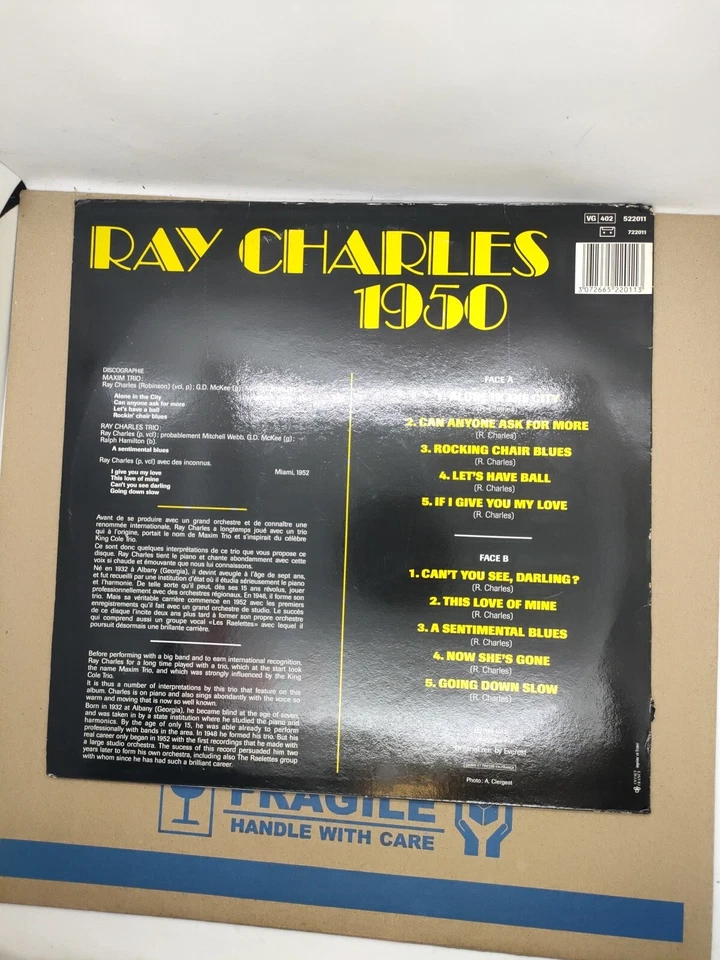 RAY CHARLES
1950
VG 402 522011
722011
3"072665"220113"
DISCOGRAPHIE
MAXIM TRIO
Ray Charles (Robinson) (vcl, p); G.D. McKee (g);
Alone in the City
Can anyone ask for more
Let's have a ball
Rockin' chair blues
RAY CHARLES TRIO
Ray Charles (p, vcl); probablement Mitchell Webb, G.D. McKee (g);
Ralph Hamilton (b).
A sentimental blues
Ray Charles (p, vcl) avec des inconnus.
Miami, 1952
I give you my love
This love of mine
Can't you see darling
Going down slow
Avant de se produire avec un grand orchestre et de connaître une
renommée internationale, Ray Charles a longtemps joué avec un trio
qui à l'origine, portait le nom de Maxim Trio et s'inspirait du célèbre
King Cole Trio.
Ce sont donc quelques interprétations de ce trio que vous propose ce
disque. Ray Charles tient le piano et chante abondamment avec cette
voix si chaude et émouvante que nous lui connaissons.
Né en 1932 à Albany (Georgia), il devint aveugle à l'âge de sept ans,
et fut recueilli par une institution d'état où il étudia sérieusement le piano
et l'harmonie. De telle sorte qu'il peut, dès ses 15 ans révolus, jouer
professionnellement avec des orchestres régionaux. En 1948, il forme son
trio. Mais sa véritable carrière commence en 1952 avec les premiers
enregistrements qu'il fait avec un grand orchestre de studio. Le succès
de ce disque l'incite deux ans plus tard à former son propre orchestre
qui comprend aussi un groupe vocal «Les Raelettes» avec lequel il
poursuit désormais une brillante carrière.
Before performing with a big band and to earn international recognition,
Ray Charles for a long time played with a trio, which at the start took
the name Maxim Trio, and which was strongly influenced by the King
Cole Trio.
It is thus a number of interpretations by this trio that feature on this
album. Charles is on piano and also sings abondantly with the voice so
warm and moving that is now so well known.
Born in 1932 at Albany (Georgia), he became blind at the age of seven,
and was taken in by a state institution where he studied the piano and
harmonics. By the age of only 15, he was able already to perform
professionally with bands in the area. In 1948 he formed his trio. But his
real career only began in 1952 with the first recordings that he made with
a large studio orchestra. The sucess of this record persuaded him two
years later to form his own orchestra, including also The Raelettes group
with whom since he has had such a brilliant career.
FACE A
2. CAN ANYONE ASK FOR MORE
(R. Charles)
3. ROCKING CHAIR BLUES
(R. Charles)
4. LET'S HAVE BALL
(R. Charles)
5. IF I GIVE YOU MY LOVE
(R. Charles)
FACE B
1. CAN'T YOU SEE, DARLING?
(R. Charles)
2. THIS LOVE OF MINE
(R. Charles)
3. A SENTIMENTAL BLUES
(R. Charles)
4. NOW SHE'S GONE
(R. Charles)
5. GOING DOWN SLOW
(R. Charles)
by Everest
Photo: A. Clergeat
FRAGILE
HANDLE WITH CARE